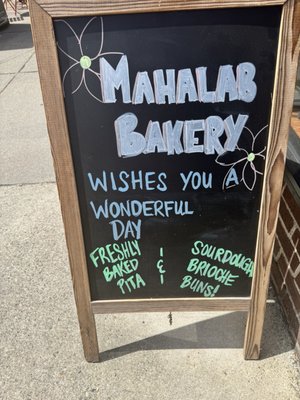 MAHALAB
BAKERY
WISHES YOU A
WONDERFUL
DAY
FRESHLY
BAKED
PITA
&
SOURDOUGH
BRIOCHE
BUNS!